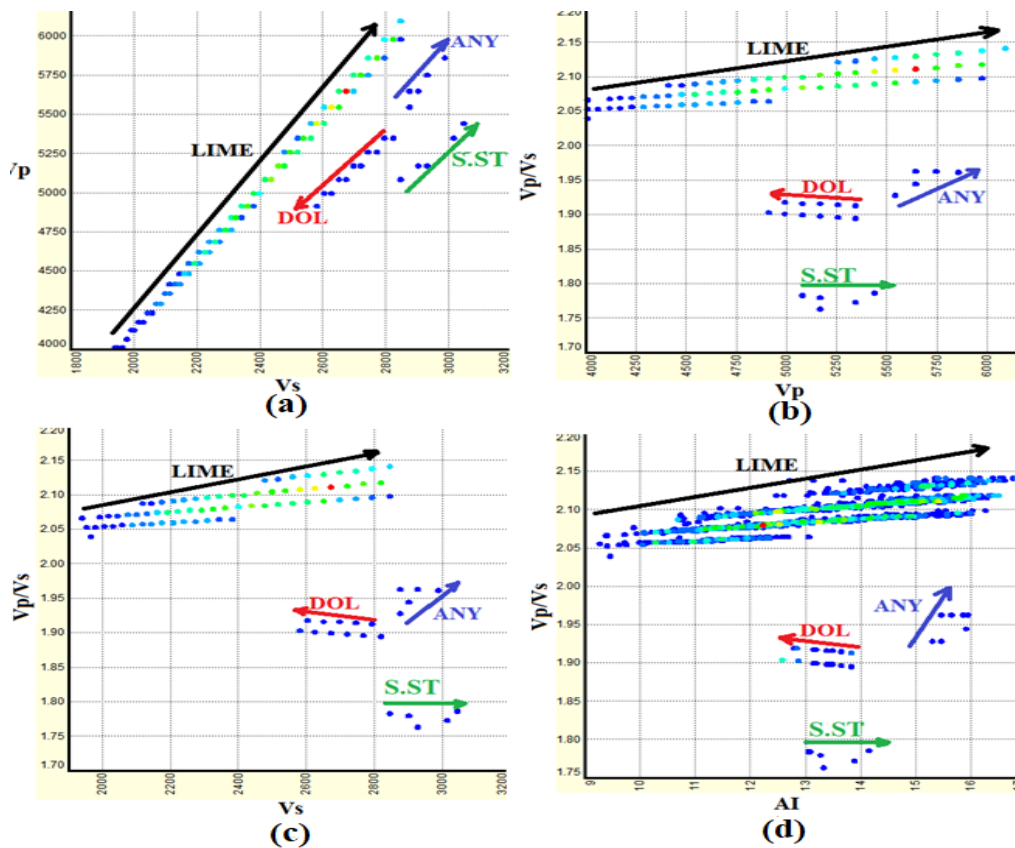 6000
ANY
5750
5500
Vp
5250
LIME
S.ST
5000
DOL
4750
4500
4250
4000
18000 2000 2200 2400 2600 2800 3000 32000
Vs
(a)
2.20
LIME
2.15
2.10
2.05
Vp/Vs
2.00
1.95
DOL
ANY
1.90
1.85
S.ST
1.80
1.75
1.70
4000 4250 4500 4750 5000 5250 5500 5750 6000
Vp
(b)
2.20
2.15
LIME
2.10
2.05
Vp/Vs
2.00
1.95
DOL
ANY
1.90
1.85
S.ST
1.80
1.75
1.70
2000 2200 2400 2600 2800 3000
Vs
(c)
2.20
LIME
2.15
2.10
2.05
Vp/Vs
2.00
ANY
1.95
DOL
1.90
1.85
S.ST
1.80
1.75
9 10 11 12 13 14 15 16 17
AI
(d)